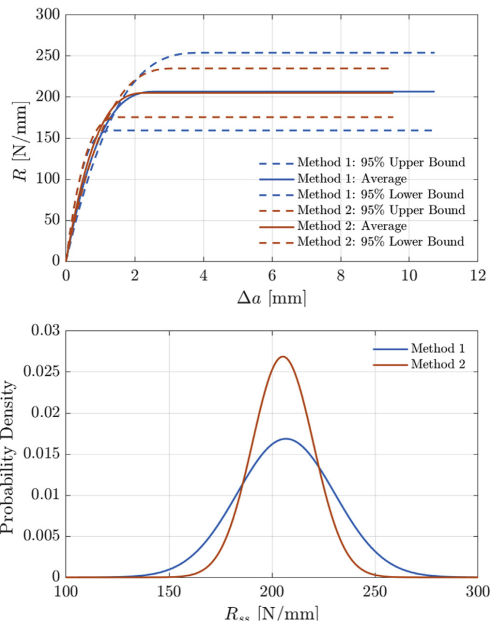 300
250
200
150
100
50
0
R [N/mm]
Method 1: 95% Upper Bound
Method 1: Average
Method 1: 95% Lower Bound
Method 2: 95% Upper Bound
Method 2: Average
Method 2: 95% Lower Bound
0 2 4 6 8 10 12
Δa [mm]
0.03
0.025
0.02
0.015
0.01
0.005
0
Probability Density
Method 1
Method 2
100 150 200 250 300
R_ss [N/mm]